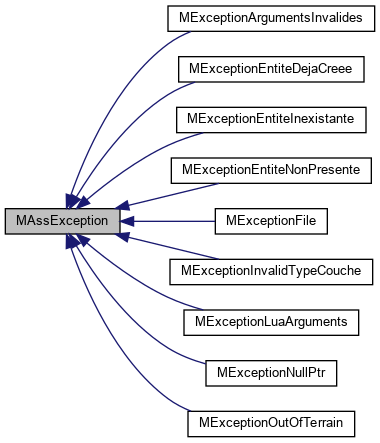 MExceptionArgumentsInvalides
MExceptionEntiteDejaCreee
MExceptionEntiteInexistante
MExceptionEntiteNonPresente
MAssException
MExceptionFile
MExceptionInvalidTypeCouche
MExceptionLuaArguments
MExceptionNullPtr
MExceptionOutOfTerrain